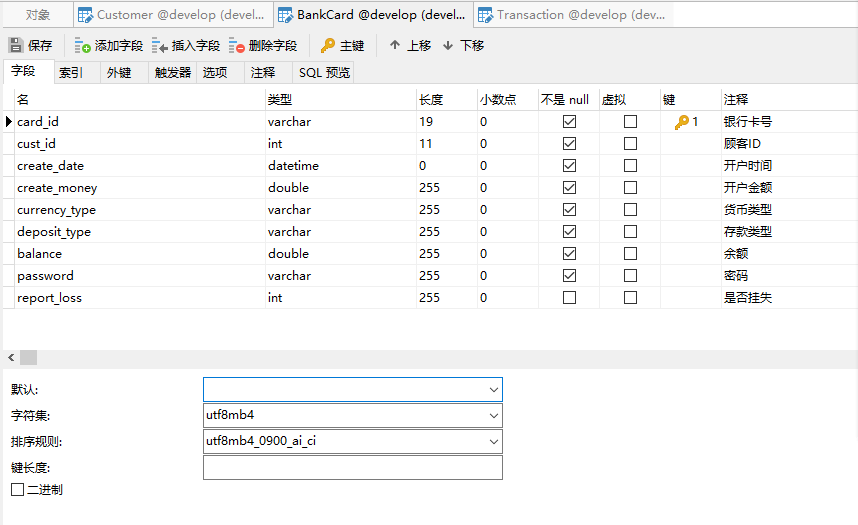 对象 Customer @develop (devel... BankCard @develop (devel... Transaction @develop (dev...
保存 添加字段 插入字段 删除字段 主键 上移 下移
字段 索引 外键 触发器 选项 注释 SQL 预览
名 类型 长度 小数点 不是 null 虚拟 键 注释
card_id varchar 19 0 1 银行卡号
cust_id int 11 0 顾客ID
create_date datetime 0 0 开户时间
create_money double 255 0 开户金额
currency_type varchar 255 0 货币类型
deposit_type varchar 255 0 存款类型
balance double 255 0 余额
password varchar 255 0 密码
report_loss int 255 0 是否挂失
默认:
字符集: utf8mb4
排序规则: utf8mb4_0900_ai_ci
键长度:
二进制